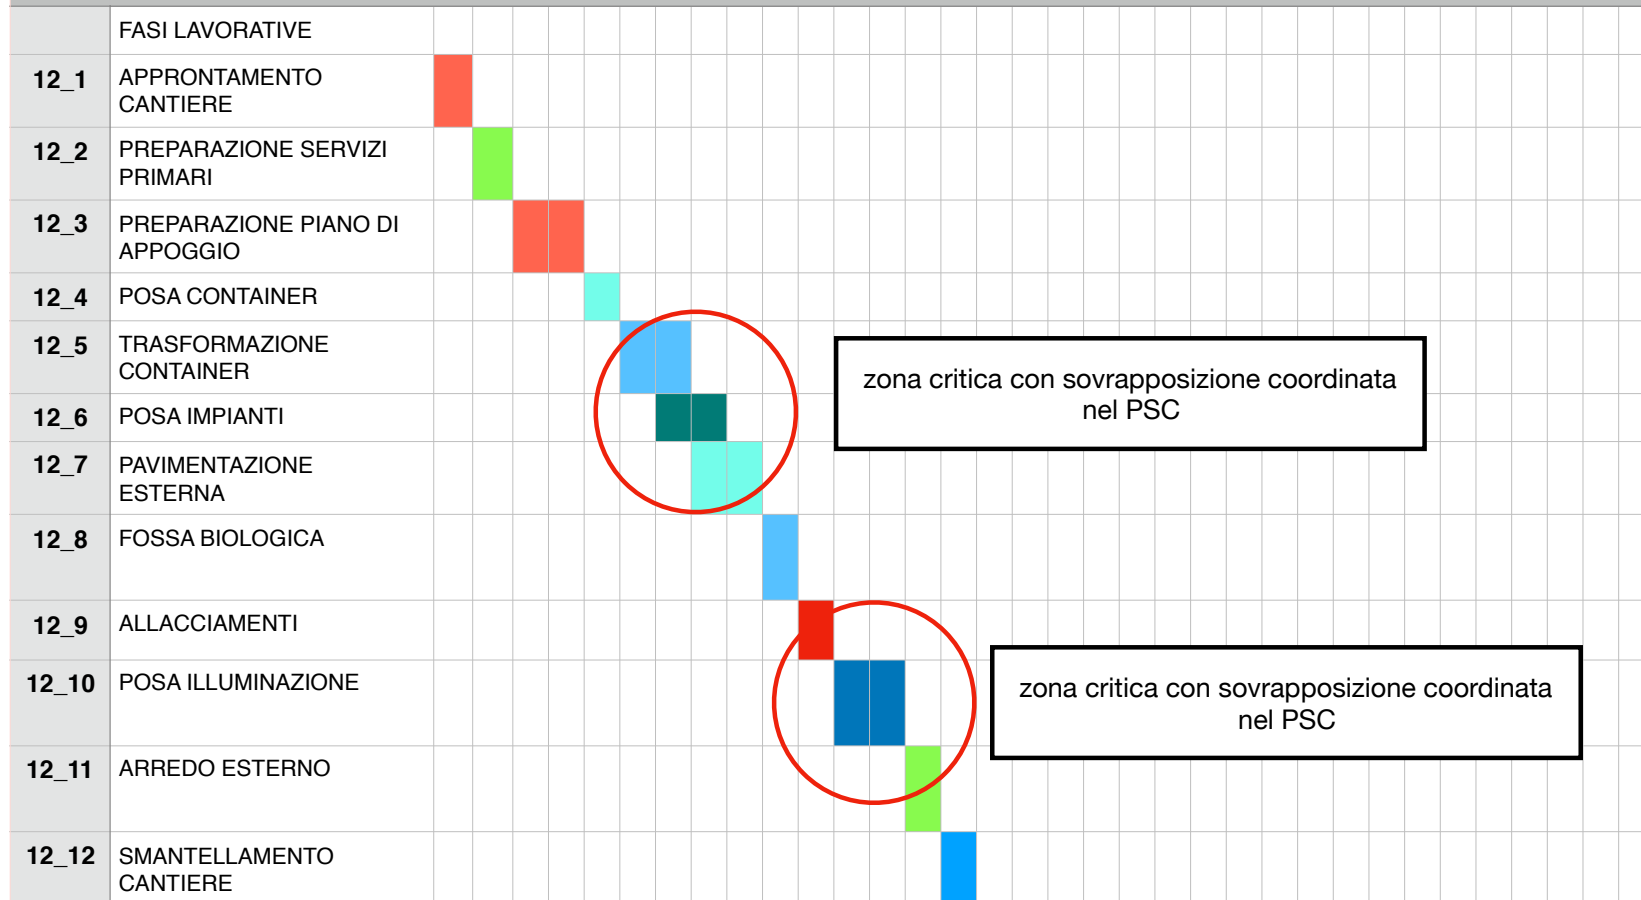 FASI LAVORATIVE
12_1 APPRONTAMENTO
CANTIERE
12_2 PREPARAZIONE SERVIZI
PRIMARI
12_3 PREPARAZIONE PIANO DI
APPOGGIO
12_4 POSA CONTAINER
12_5 TRASFORMAZIONE
CONTAINER
zona critica con sovrapposizione coordinata
nel PSC
12_6 POSA IMPIANTI
12_7 PAVIMENTAZIONE
ESTERNA
12_8 FOSSA BIOLOGICA
12_9 ALLACCIAMENTI
12_10 POSA ILLUMINAZIONE
zona critica con sovrapposizione coordinata
nel PSC
12_11 ARREDO ESTERNO
12_12 SMANTELLAMENTO
CANTIERE